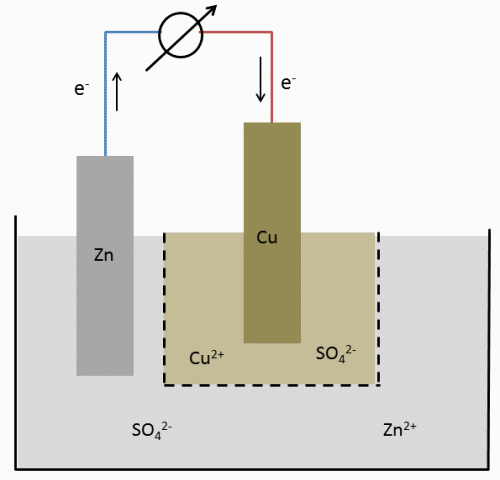 e⁻
e⁻
Zn
Cu
Cu²⁺
SO₄²⁻
SO₄²⁻
Zn²⁺